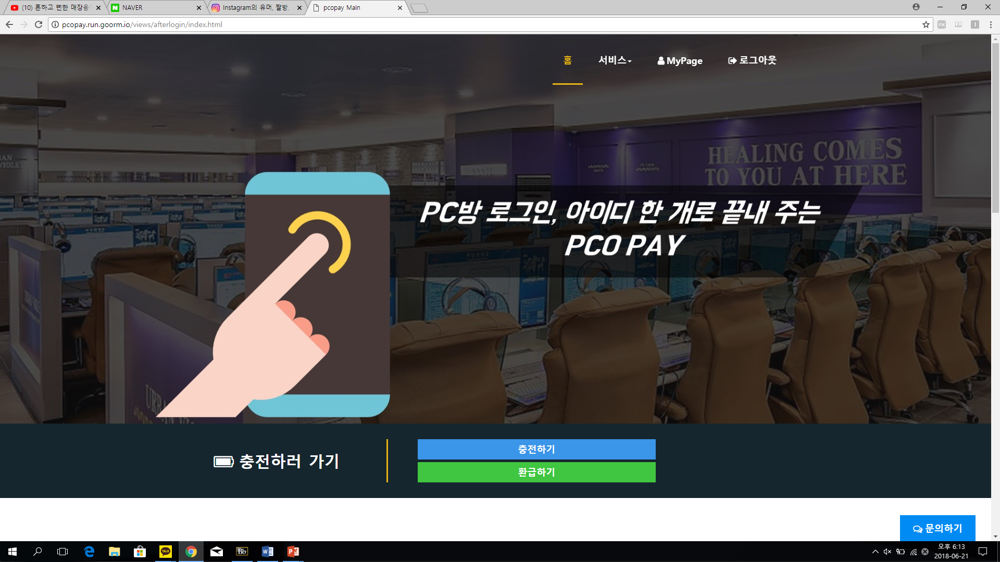 (10) 흔하고 뻔한 매장음
NAVER
Instagram의 유머, 짤방,
pcopay Main
pcopay.run.goorm.io/views/afterlogin/index.html
홈
서비스
MyPage
로그아웃
HEALING COMES
TO YOU AT HERE
PC방 로그인, 아이디 한 개로 끝내 주는
PCO PAY
충전하러 가기
충전하기
환급하기
문의하기
TALK
Bb
오후 6:13
2018-06-21